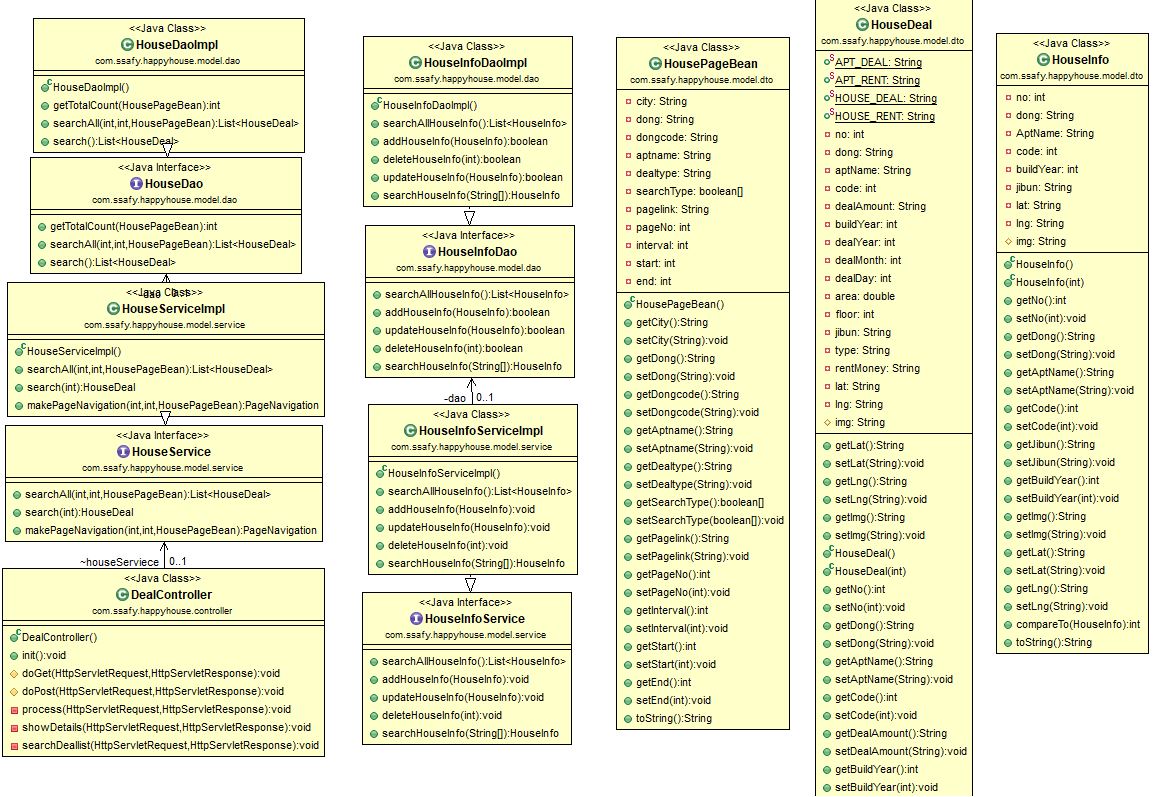 <<Java Class>>
HouseDaoImpl
com.ssafy.happyhouse.model.dao
HouseDaoImpl()
getTotalCount(HousePageBean):int
searchAll(int,int,HousePageBean):List<HouseDeal>
search():List<HouseDeal>
<<Java Interface>>
HouseDao
com.ssafy.happyhouse.model.dao
getTotalCount(HousePageBean):int
searchAll(int,int,HousePageBean):List<HouseDeal>
search():List<HouseDeal>
-dao 0..1
<<Java Class>>
HouseServiceImpl
com.ssafy.happyhouse.model.service
HouseServiceImpl()
searchAll(int,int,HousePageBean):List<HouseDeal>
search(int):HouseDeal
makePageNavigation(int,int,HousePageBean):PageNavigation
<<Java Interface>>
HouseService
com.ssafy.happyhouse.model.service
searchAll(int,int,HousePageBean):List<HouseDeal>
search(int):HouseDeal
makePageNavigation(int,int,HousePageBean):PageNavigation
~houseServiece 0..1
<<Java Class>>
DealController
com.ssafy.happyhouse.controller
DealController()
init():void
doGet(HttpServletRequest,HttpServletResponse):void
doPost(HttpServletRequest,HttpServletResponse):void
process(HttpServletRequest,HttpServletResponse):void
showDetails(HttpServletRequest,HttpServletResponse):void
searchDeallist(HttpServletRequest,HttpServletResponse):void
<<Java Class>>
HouseInfoDaoImpl
com.ssafy.happyhouse.model.dao
HouseInfoDaoImpl()
searchAllHouseInfo():List<HouseInfo>
addHouseInfo(HouseInfo):boolean
deleteHouseInfo(int):boolean
updateHouseInfo(HouseInfo):boolean
searchHouseInfo(String[]):HouseInfo
<<Java Interface>>
HouseInfoDao
com.ssafy.happyhouse.model.dao
searchAllHouseInfo():List<HouseInfo>
addHouseInfo(HouseInfo):boolean
updateHouseInfo(HouseInfo):boolean
deleteHouseInfo(int):boolean
searchHouseInfo(String[]):HouseInfo
-dao 0..1
<<Java Class>>
HouseInfoServiceImpl
com.ssafy.happyhouse.model.service
HouseInfoServiceImpl()
searchAllHouseInfo():List<HouseInfo>
addHouseInfo(HouseInfo):void
updateHouseInfo(HouseInfo):void
deleteHouseInfo(int):void
searchHouseInfo(String[]):HouseInfo
<<Java Interface>>
HouseInfoService
com.ssafy.happyhouse.model.service
searchAllHouseInfo():List<HouseInfo>
addHouseInfo(HouseInfo):void
updateHouseInfo(HouseInfo):void
deleteHouseInfo(int):void
searchHouseInfo(String[]):HouseInfo
<<Java Class>>
HousePageBean
com.ssafy.happyhouse.model.dto
city: String
dong: String
dongcode: String
aptname: String
dealtype: String
searchType: boolean[]
pagelink: String
pageNo: int
interval: int
start: int
end: int
HousePageBean()
getCity():String
setCity(String):void
getDong():String
setDong(String):void
getDongcode():String
setDongcode(String):void
getAptname():String
setAptname(String):void
getDealtype():String
setDealtype(String):void
getSearchType():boolean[]
setSearchType(boolean[]):void
getPagelink():String
setPagelink(String):void
getPageNo():int
setPageNo(int):void
getInterval():int
setInterval(int):void
getStart():int
setStart(int):void
getEnd():int
setEnd(int):void
toString():String
<<Java Class>>
HouseDeal
com.ssafy.happyhouse.model.dto
APT_DEAL: String
APT_RENT: String
HOUSE_DEAL: String
HOUSE_RENT: String
no: int
dong: String
aptName: String
code: int
dealAmount: String
buildYear: int
dealYear: int
dealMonth: int
dealDay: int
area: double
floor: int
jibun: String
type: String
rentMoney: String
lat: String
lng: String
img: String
getLat():String
setLat(String):void
getLng():String
setLng(String):void
getImg():String
setImg(String):void
HouseDeal()
HouseDeal(int)
getNo():int
setNo(int):void
getDong():String
setDong(String):void
getAptName():String
setAptName(String):void
getCode():int
setCode(int):void
getDealAmount():String
setDealAmount(String):void
getBuildYear():int
setBuildYear(int):void
<<Java Class>>
HouseInfo
com.ssafy.happyhouse.model.dto
no: int
dong: String
AptName: String
code: int
buildYear: int
jibun: String
lat: String
lng: String
img: String
HouseInfo()
HouseInfo(int)
getNo():int
setNo(int):void
getDong():String
setDong(String):void
getAptName():String
setAptName(String):void
getCode():int
setCode(int):void
getJibun():String
setJibun(String):void
getBuildYear():int
setBuildYear(int):void
getImg():String
setImg(String):void
getLat():String
setLat(String):void
getLng():String
setLng(String):void
compareTo(HouseInfo):int
toString():String